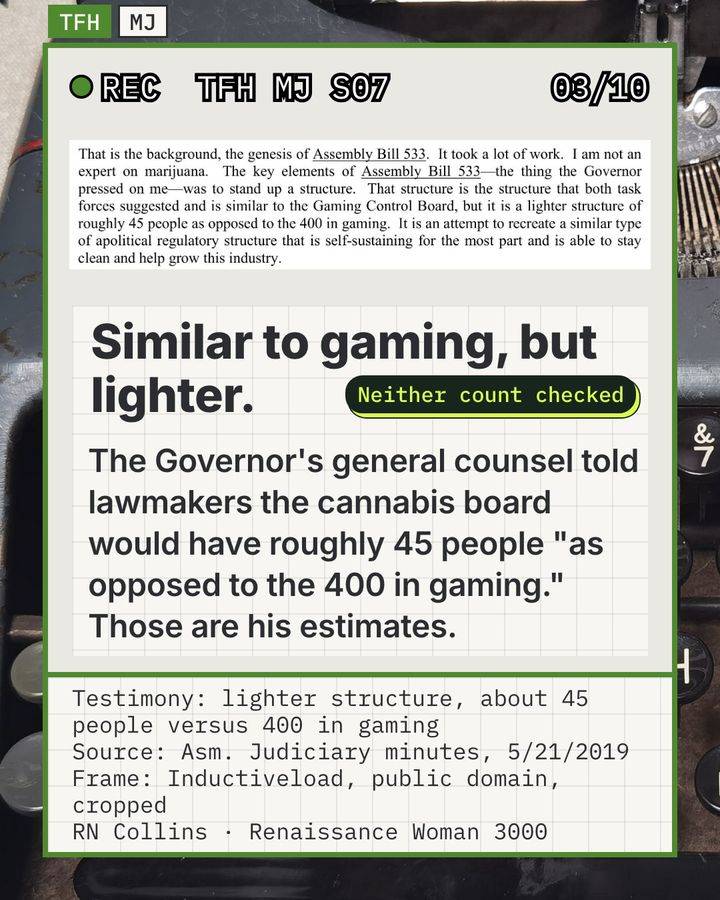 TFH MJ
REC TFH MJ S07 03/10
That is the background, the genesis of Assembly Bill 533. It took a lot of work. I am not an
expert on marijuana. The key elements of Assembly Bill 533—the thing the Governor
pressed on me—was to stand up a structure. That structure is the structure that both task
forces suggested and is similar to the Gaming Control Board, but it is a lighter structure of
roughly 45 people as opposed to the 400 in gaming. It is an attempt to recreate a similar type
of apolitical regulatory structure that is self-sustaining for the most part and is able to stay
clean and help grow this industry.
Similar to gaming, but
lighter.
Neither count checked
The Governor's general counsel told
lawmakers the cannabis board
would have roughly 45 people "as
opposed to the 400 in gaming."
Those are his estimates.
Testimony: lighter structure, about 45
people versus 400 in gaming
Source: Asm. Judiciary minutes, 5/21/2019
Frame: Inductiveload, public domain,
cropped
RN Collins · Renaissance Woman 3000
&
7
H